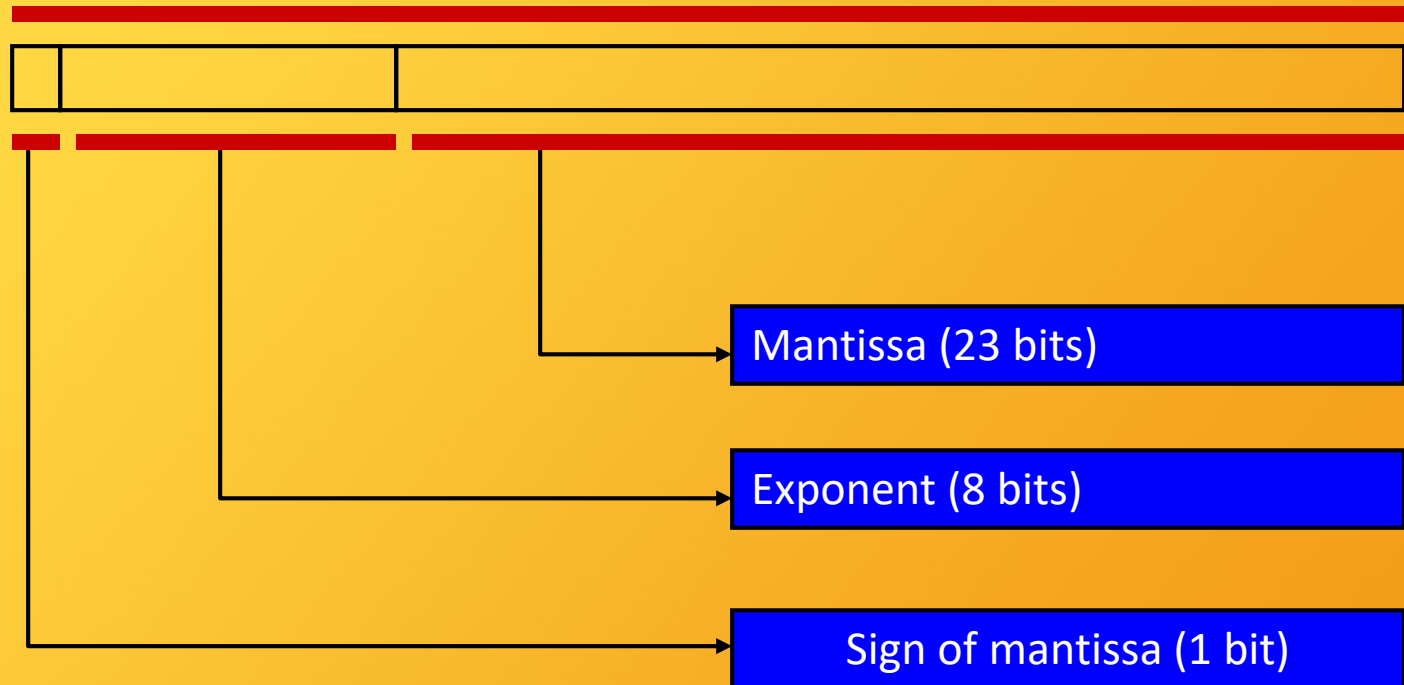 Mantissa (23 bits)
Exponent (8 bits)
Sign of mantissa (1 bit)